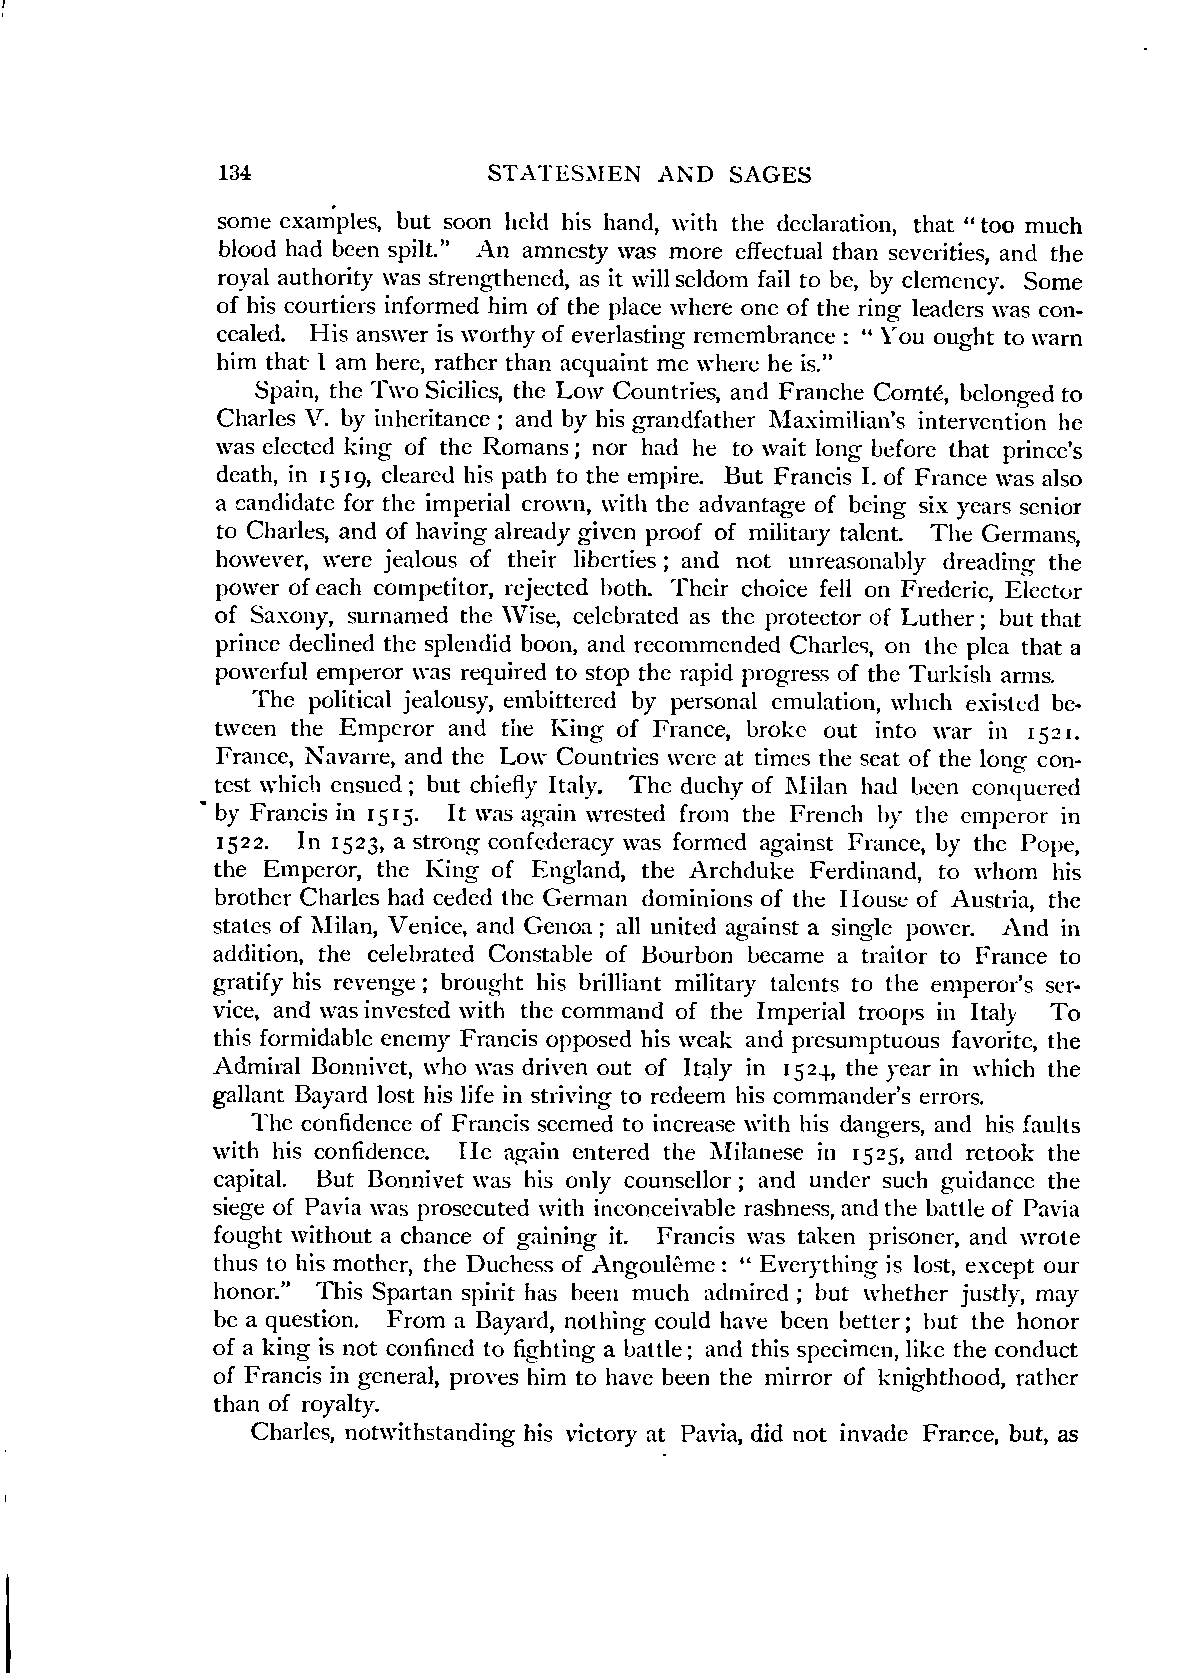 134 STATESMEN AND SAGES
some examples, but soon held his hand, with the declaration, that "too much
blood had been spilt." An amnesty was more effectual than severities, and the
royal authority was strengthened, as it will seldom fail to be, by clemency. Some
of his courtiers informed him of the place where one of the ring leaders was con-
cealed. His answer is worthy of everlasting remembrance : " You ought to warn
him that I am here, rather than acquaint me where he is."
Spain, the Two Sicilies, the Low Countries, and Franche Comté, belonged to
Charles V. by inheritance ; and by his grandfather Maximilian's intervention he
was elected king of the Romans ; nor had he to wait long before that prince's
death, in 1519, cleared his path to the empire. But Francis I. of France was also
a candidate for the imperial crown, with the advantage of being six years senior
to Charles, and of having already given proof of military talent. The Germans,
however, were jealous of their liberties ; and not unreasonably dreading the
power of each competitor, rejected both. Their choice fell on Frederic, Elector
of Saxony, surnamed the Wise, celebrated as the protector of Luther ; but that
prince declined the splendid boon, and recommended Charles, on the plea that a
powerful emperor was required to stop the rapid progress of the Turkish arms.
The political jealousy, embittered by personal emulation, which existed be-
tween the Emperor and the King of France, broke out into war in 1521.
France, Navarre, and the Low Countries were at times the seat of the long con-
test which ensued ; but chiefly Italy. The duchy of Milan had been conquered
by Francis in 1515. It was again wrested from the French by the emperor in
1522. In 1523, a strong confederacy was formed against France, by the Pope,
the Emperor, the King of England, the Archduke Ferdinand, to whom his
brother Charles had ceded the German dominions of the House of Austria, the
states of Milan, Venice, and Genoa ; all united against a single power. And in
addition, the celebrated Constable of Bourbon became a traitor to France to
gratify his revenge ; brought his brilliant military talents to the emperor's ser-
vice, and was invested with the command of the Imperial troops in Italy To
this formidable enemy Francis opposed his weak and presumptuous favorite, the
Admiral Bonnivet, who was driven out of Italy in 1524, the year in which the
gallant Bayard lost his life in striving to redeem his commander's errors.
The confidence of Francis seemed to increase with his dangers, and his faults
with his confidence. He again entered the Milanese in 1525, and retook the
capital. But Bonnivet was his only counsellor ; and under such guidance the
siege of Pavia was prosecuted with inconceivable rashness, and the battle of Pavia
fought without a chance of gaining it. Francis was taken prisoner, and wrote
thus to his mother, the Duchess of Angoulême : " Everything is lost, except our
honor." This Spartan spirit has been much admired ; but whether justly, may
be a question. From a Bayard, nothing could have been better ; but the honor
of a king is not confined to fighting a battle ; and this specimen, like the conduct
of Francis in general, proves him to have been the mirror of knighthood, rather
than of royalty.
Charles, notwithstanding his victory at Pavia, did not invade France, but, as